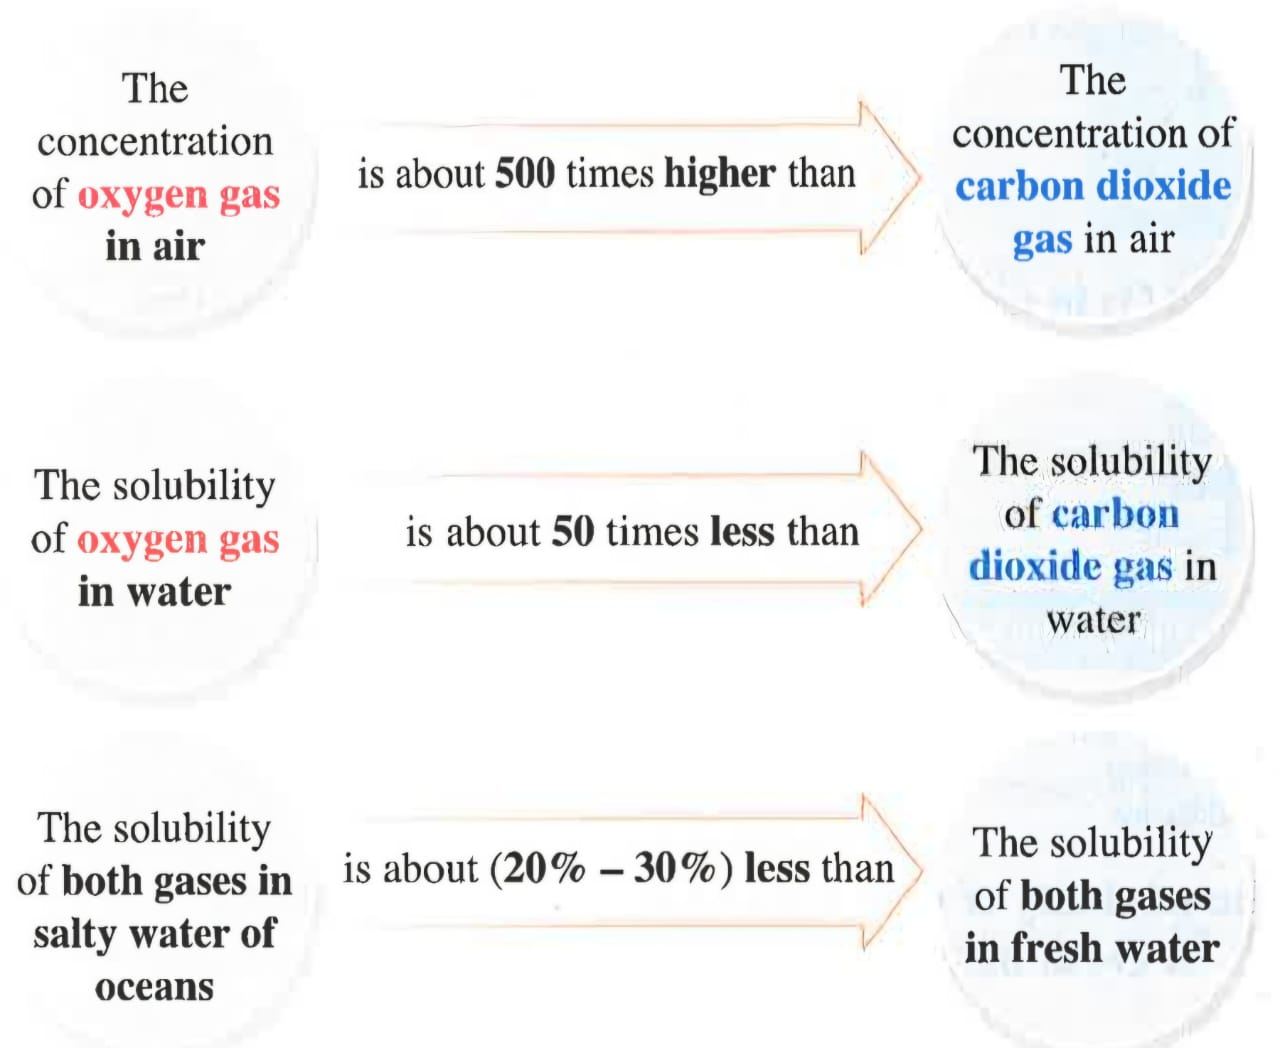 The
concentration
of oxygen gas
in air
is about 500 times higher than
The
concentration of
carbon dioxide
gas in air
The solubility
of oxygen gas
in water
is about 50 times less than
The solubility
of carbon
dioxide gas in
water
The solubility
of both gases in
salty water of
oceans
is about (20% – 30%) less than
The solubility
of both gases
in fresh water